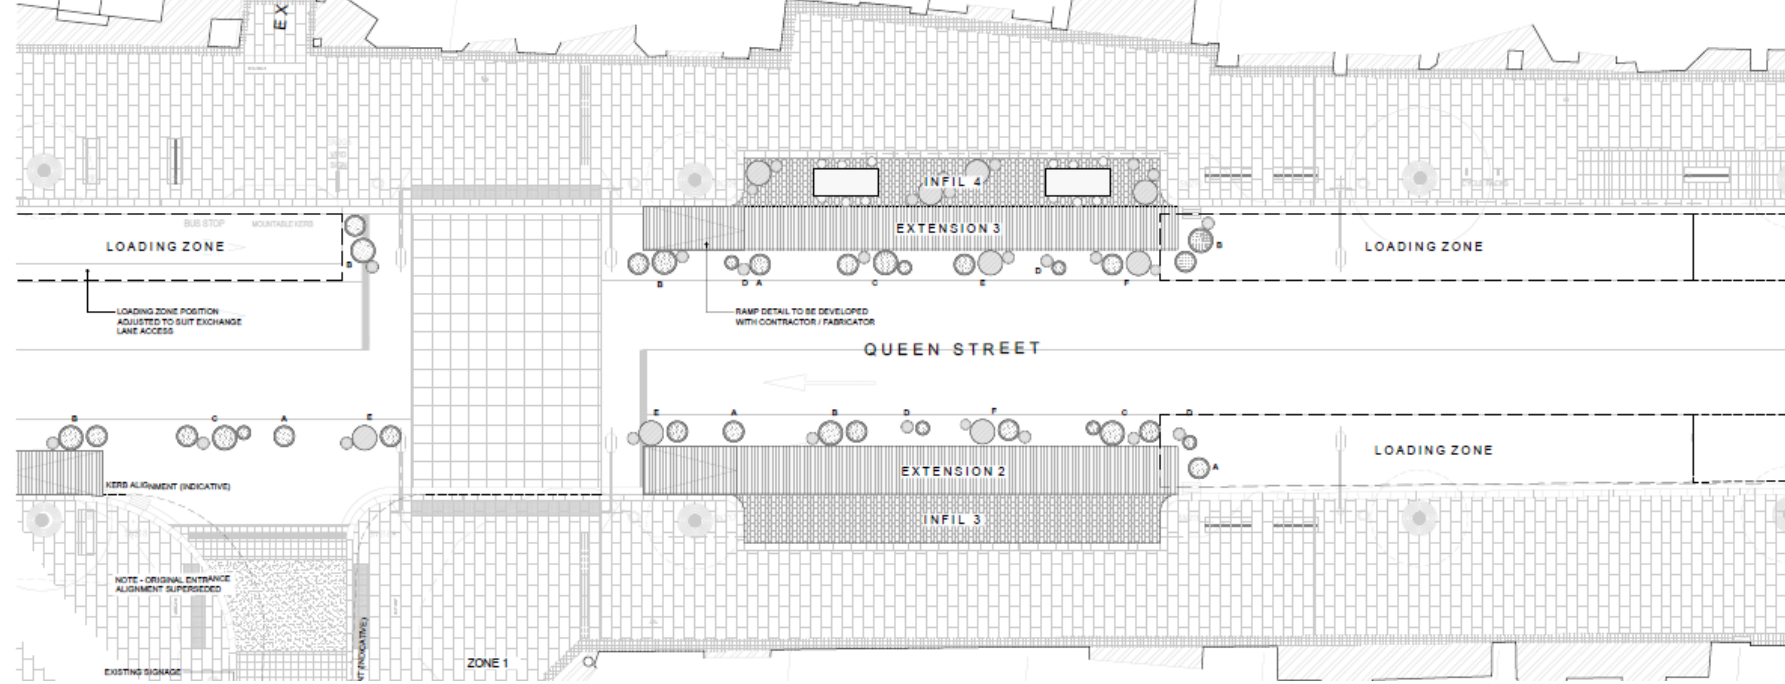 EX
INFIL 4
BUS STOP
MOUNTABLE KERB
LOADING ZONE
EXTENSION 3
LOADING ZONE
B
B
B
D A
C
E
D
F
LOADING ZONE POSITION
ADJUSTED TO SUIT EXCHANGE
LANE ACCESS
RAMP DETAIL TO BE DEVELOPED
WITH CONTRACTOR / FABRICATOR
QUEEN STREET
B
C
A
E
E
A
B
D
F
C
D
LOADING ZONE
EXTENSION 2
A
KERB ALIGNMENT (INDICATIVE)
INFIL 3
NOTE - ORIGINAL ENTRANCE
ALIGNMENT SUPERSEDED
ZONE 1
EXISTING SIGNAGE